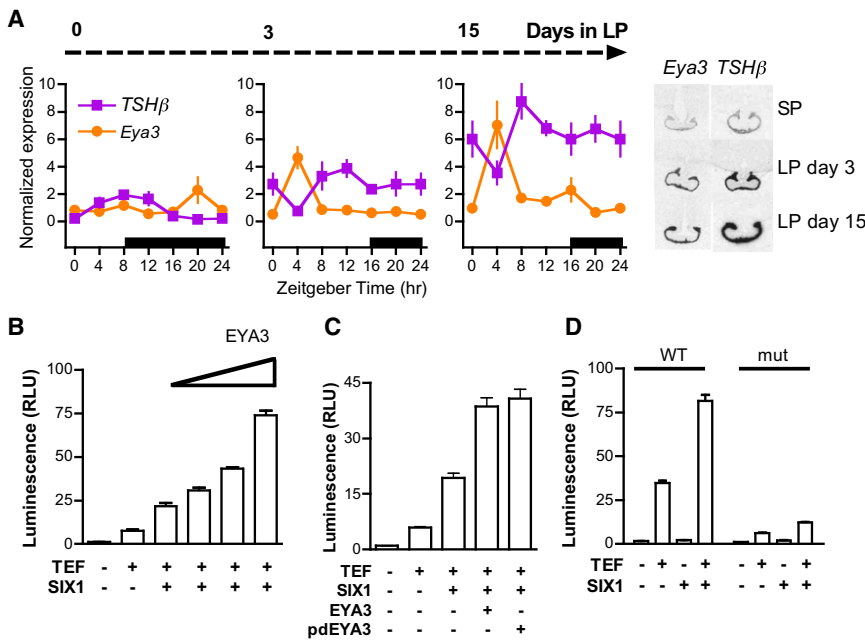 A
0 3 15 Days in LP
Normalized expression
10
8
6
4
2
0
TSHβ
Eya3
0 4 8 12 16 20 24
10
8
6
4
2
0
0 4 8 12 16 20 24
10
8
6
4
2
0
0 4 8 12 16 20 24
Zeitgeber Time (hr)
Eya3 TSHβ
SP
LP day 3
LP day 15
B
EYA3
Luminescence (RLU)
100
75
50
25
0
TEF - + + + + +
SIX1 - - + + + +
C
Luminescence (RLU)
45
30
15
0
TEF - + + + +
SIX1 - - + + +
EYA3 - - - + -
pdEYA3 - - - - +
D
WT mut
Luminescence (RLU)
100
75
50
25
0
TEF - + - + - + - +
SIX1 - - + + - - + +